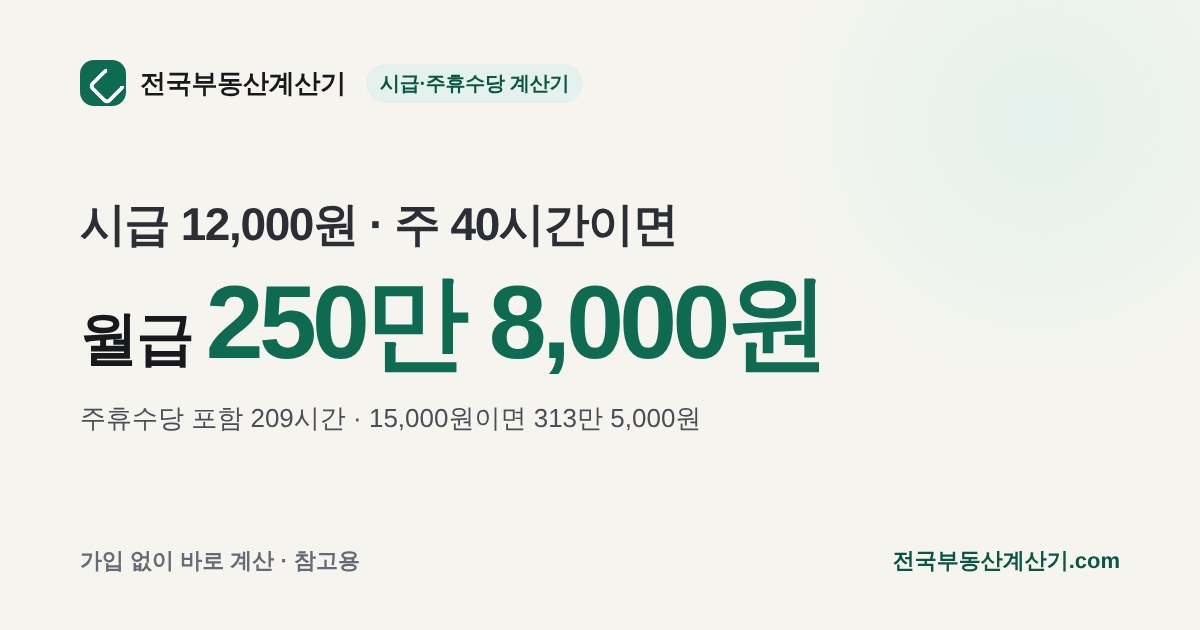 전국부동산계산기 시급·주휴수당 계산기
시급 12,000원 · 주 40시간이면
월급 250만 8,000원
주휴수당 포함 209시간 · 15,000원이면 313만 5,000원
가입 없이 바로 계산 · 참고용
전국부동산계산기.com